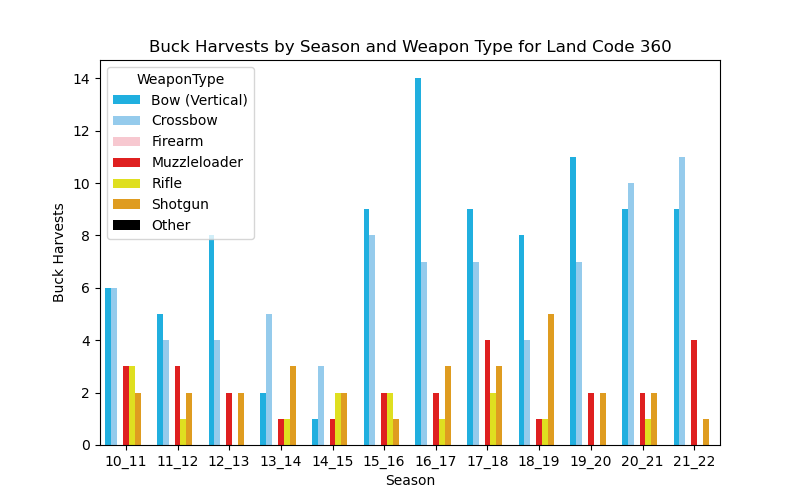 Buck Harvests by Season and Weapon Type for Land Code 360
WeaponType
Bow (Vertical)
Crossbow
Firearm
Muzzleloader
Rifle
Shotgun
Other
14
12
10
8
6
4
2
0
Buck Harvests
10_11 11_12 12_13 13_14 14_15 15_16 16_17 17_18 18_19 19_20 20_21 21_22
Season